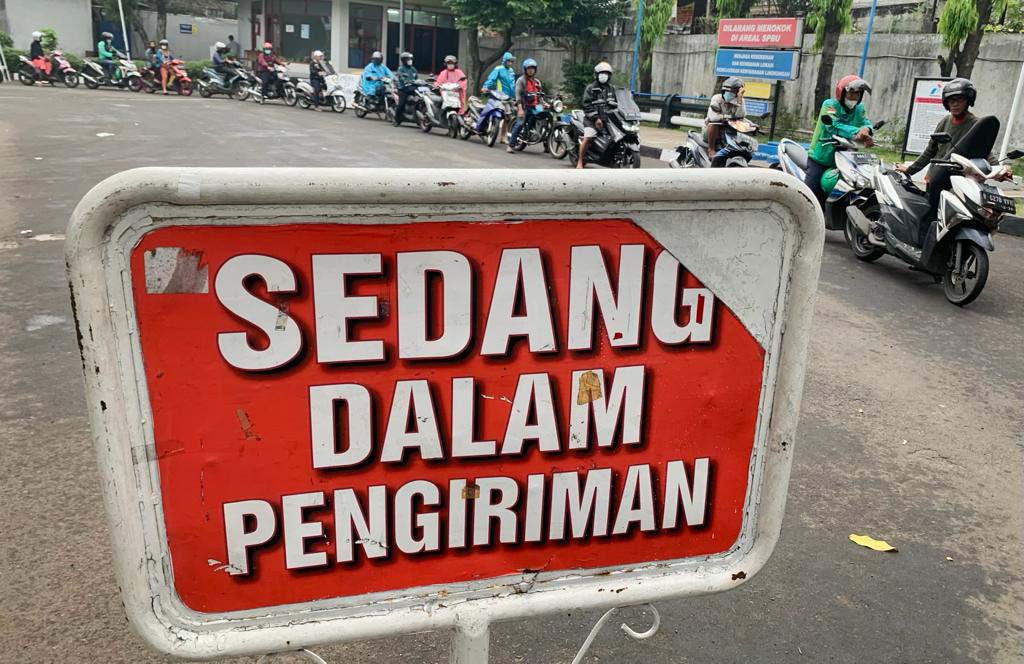 DILARANG MEROKOK
DI AREAL SPBU
SEDANG
DALAM
PENGIRIMAN